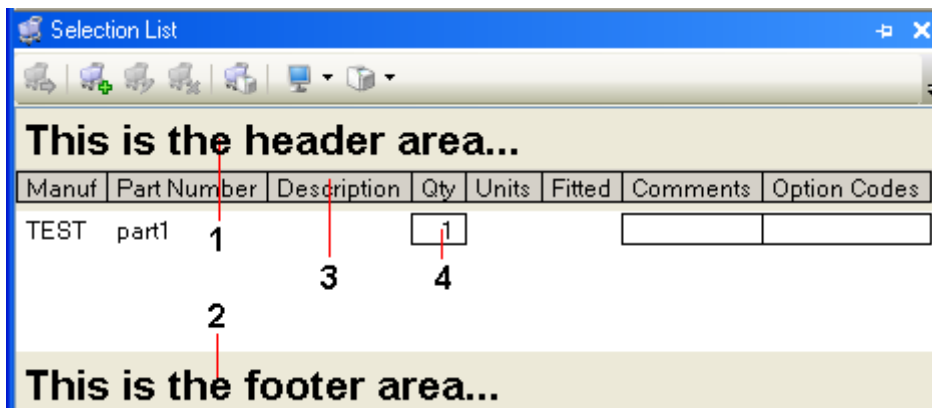 Selection List
This is the header area...
Manuf Part Number Description Qty Units Fitted Comments Option Codes
TEST part1 1
1
3 4
2
This is the footer area...